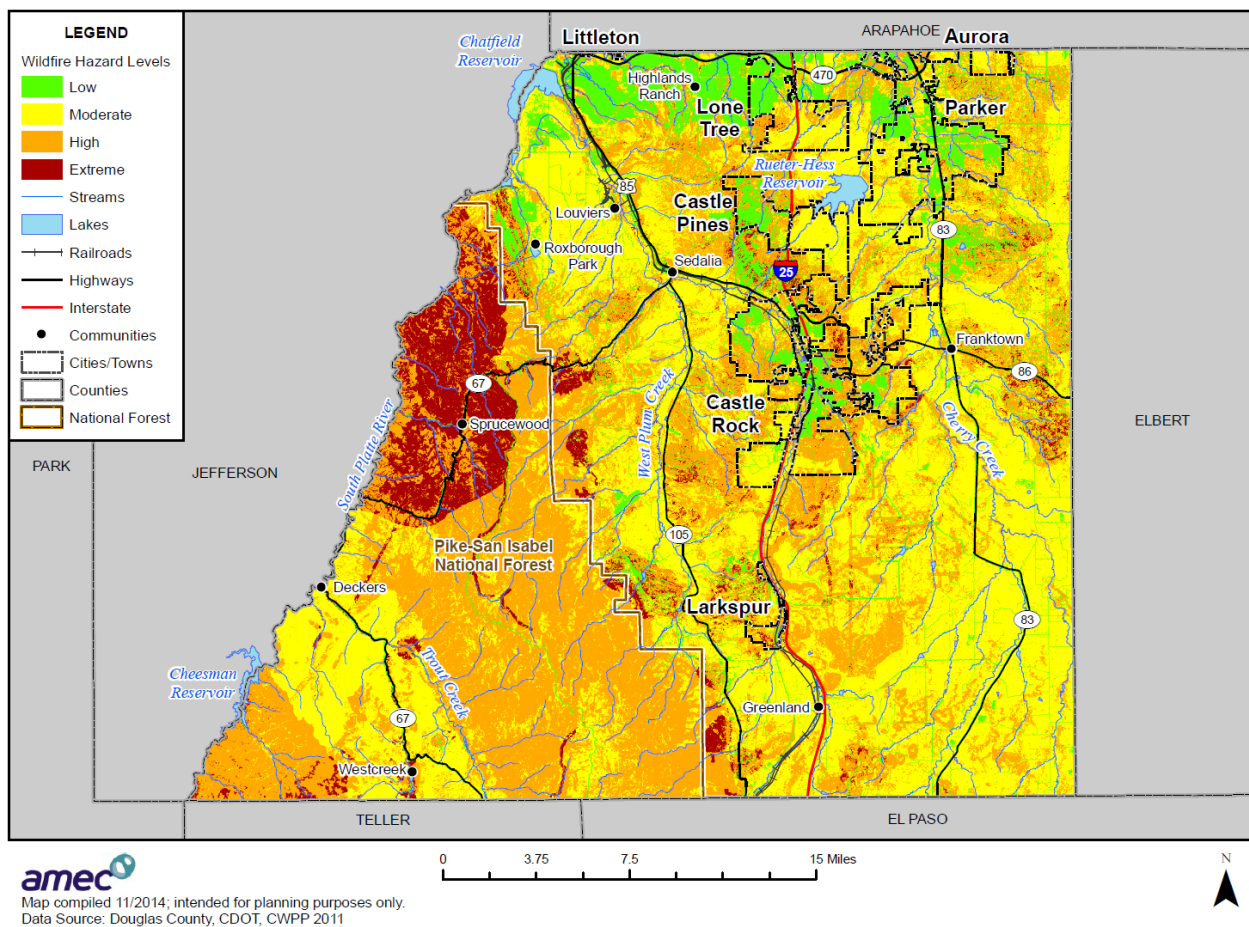 LEGEND
Wildfire Hazard Levels
Low
Moderate
High
Extreme
Streams
Lakes
Railroads
Highways
Interstate
Communities
Cities/Towns
Counties
National Forest
ARAPAHOE
Littleton
Aurora
Chatfield
Reservoir
470
Highlands
Ranch
Lone
Tree
Parker
Rueter-Hess
Reservoir
85
Louviers
Castle
Pines
83
Roxborough
Park
Sedalia
25
Franktown
86
67
West Plum Creek
Castle
Rock
Cherry Creek
Sprucewood
South Platte River
ELBERT
PARK
JEFFERSON
105
Pike-San Isabel
National Forest
Deckers
Larkspur
83
Cheesman
Reservoir
Trout Creek
67
Greenland
Westcreek
TELLER
EL PASO
0
3.75
7.5
15 Miles
N
amec
Map compiled 11/2014; intended for planning purposes only.
Data Source: Douglas County, CDOT, CWPP 2011